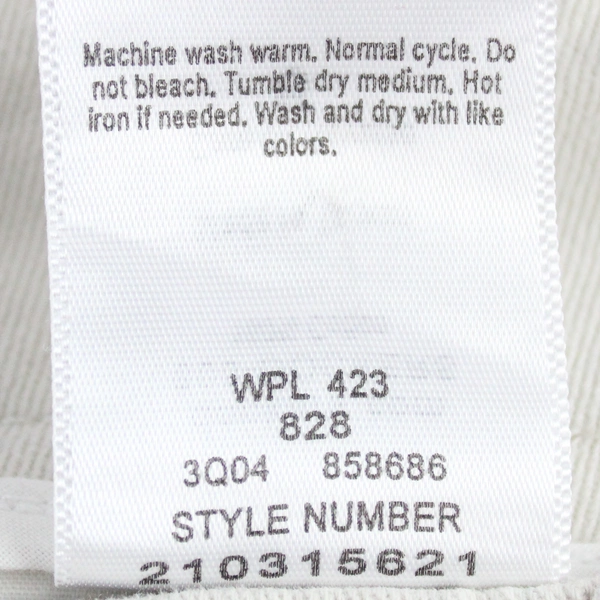 Machine wash warm. Normal cycle. Do
not bleach. Tumble dry medium. Hot
iron if needed. Wash and dry with like
colors.
WPL 423
828
3Q04 858686
STYLE NUMBER
210315621